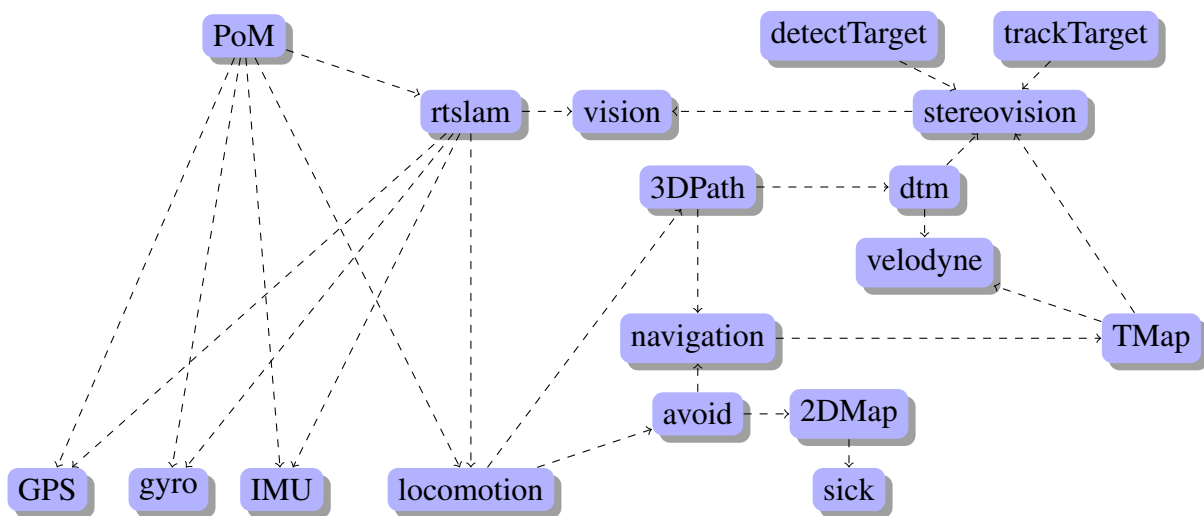 PoM
detectTarget
trackTarget
rtslam
vision
stereovision
3DPath
dtm
velodyne
navigation
TMap
avoid
2DMap
GPS
gyro
IMU
locomotion
sick